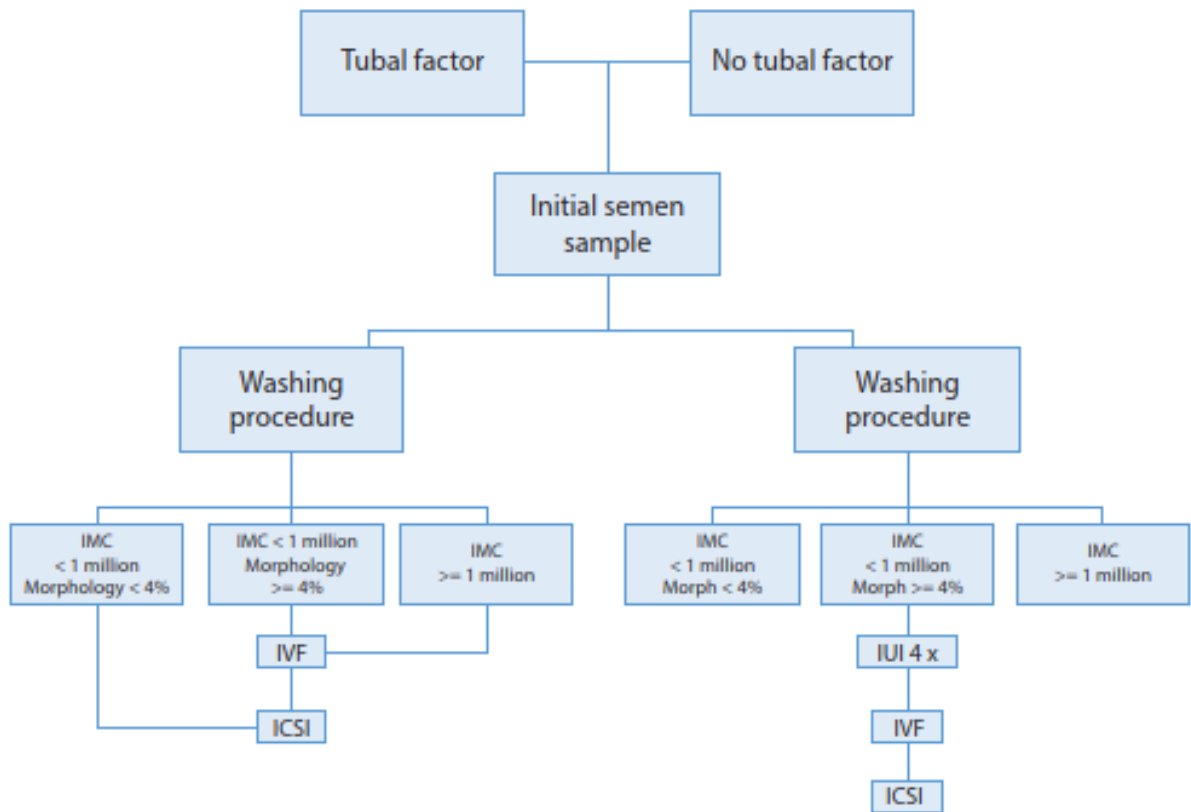 Tubal factor
No tubal factor
Initial semen
sample
Washing
procedure
Washing
procedure
IMC
< 1 million
Morphology < 4%
IMC < 1 million
Morphology
>= 4%
IMC
>= 1 million
IMC
< 1 million
Morph < 4%
IMC
< 1 million
Morph >= 4%
IMC
>= 1 million
IVF
IUI 4 x
ICSI
IVF
ICSI